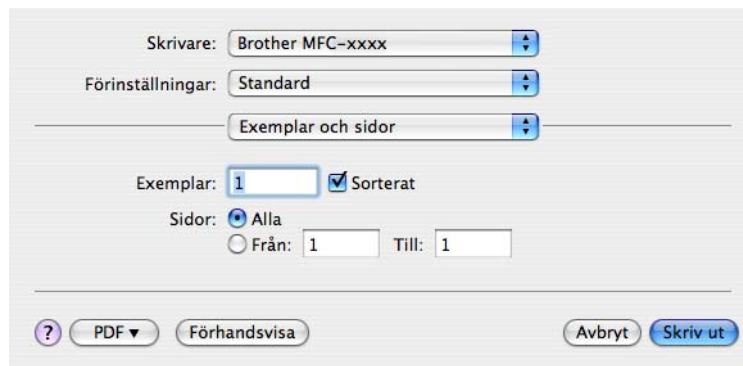 Skrivare: Brother MFC-xxxx
Förinställningar: Standard
Exemplar och sidor
Exemplar: 1 Sorterat
Sidor: Alla
Från: 1 Till: 1
? PDF Förhandsvisa Avbryt Skriv ut